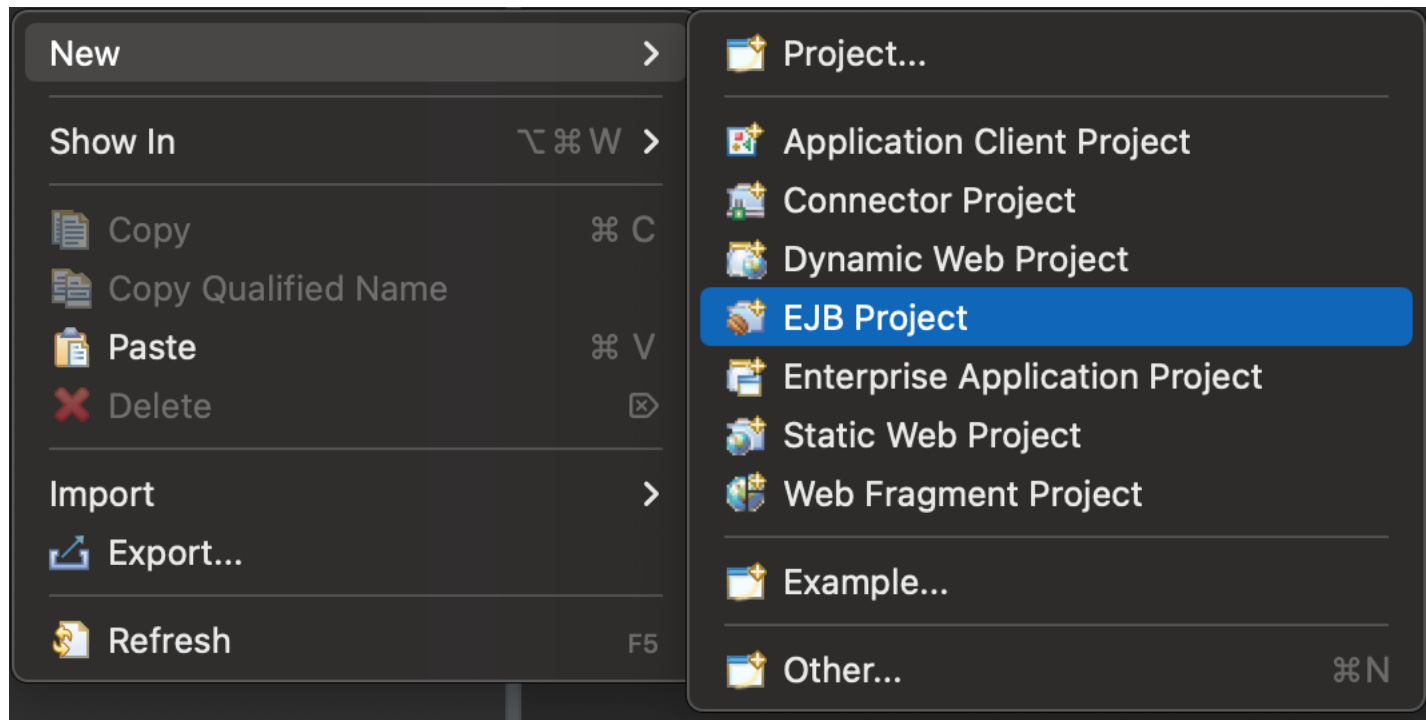 New
Show In ⌥⌘W
Copy ⌘ C
Copy Qualified Name
Paste ⌘ V
Delete ⌦
Import
Export...
Refresh F5
Project...
Application Client Project
Connector Project
Dynamic Web Project
EJB Project
Enterprise Application Project
Static Web Project
Web Fragment Project
Example...
Other... ⌘N